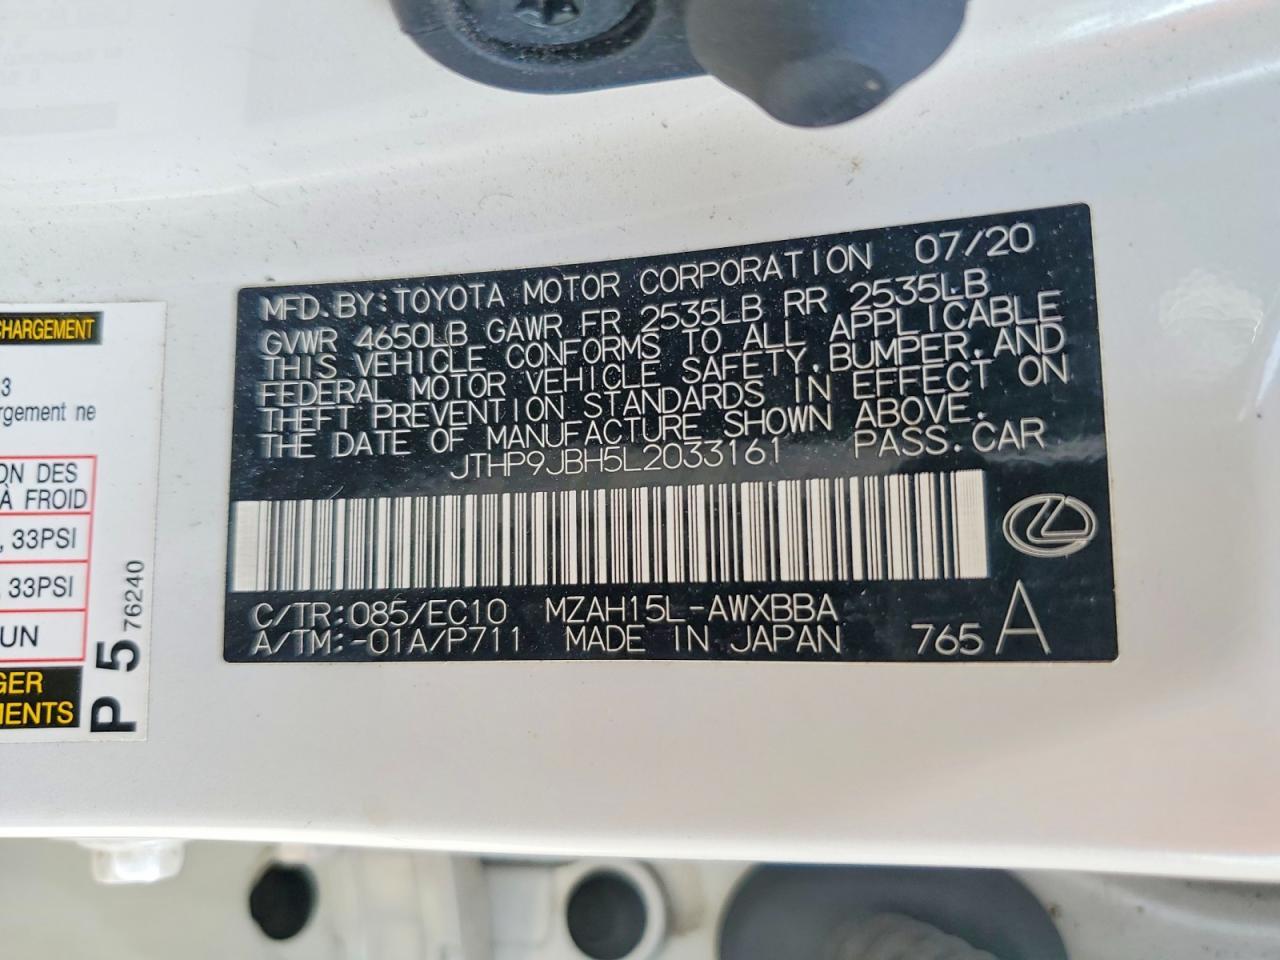 MFD. BY: TOYOTA MOTOR CORPORATION 07/20
GVWR 4650LB GAWR FR 2535LB RR 2535LB
THIS VEHICLE CONFORMS TO ALL APPLICABLE
FEDERAL MOTOR VEHICLE SAFETY, BUMPER, AND
THEFT PREVENTION STANDARDS IN EFFECT ON
THE DATE OF MANUFACTURE SHOWN ABOVE.
JTHP9JBH5L2033161 PASS. CAR
C/TR: 085/EC10 MZAH15L-AWXBBA
A/TM: -01A/P711 MADE IN JAPAN 765 A
CHARGEMENT
3
rgement ne
ON DES
À FROID
, 33PSI
, 33PSI
UN
GER
MENTS
P 5 76240